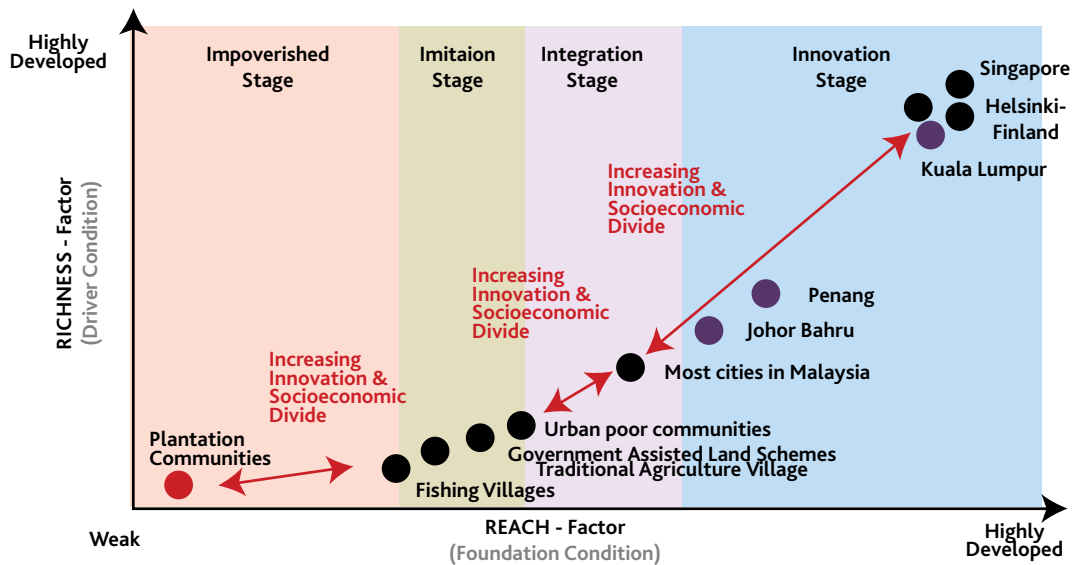 Highly
Developed
Impoverished
Stage
Imitaion
Stage
Integration
Stage
Innovation
Stage
Singapore
Helsinki-
Finland
Kuala Lumpur
Increasing
Innovation &
Socioeconomic
Divide
RICHNESS - Factor
(Driver Condition)
Increasing
Innovation &
Socioeconomic
Divide
Penang
Johor Bahru
Most cities in Malaysia
Increasing
Innovation &
Socioeconomic
Divide
Plantation
Communities
Urban poor communities
Government Assisted Land Schemes
Traditional Agriculture Village
Fishing Villages
Weak
REACH - Factor
(Foundation Condition)
Highly
Developed